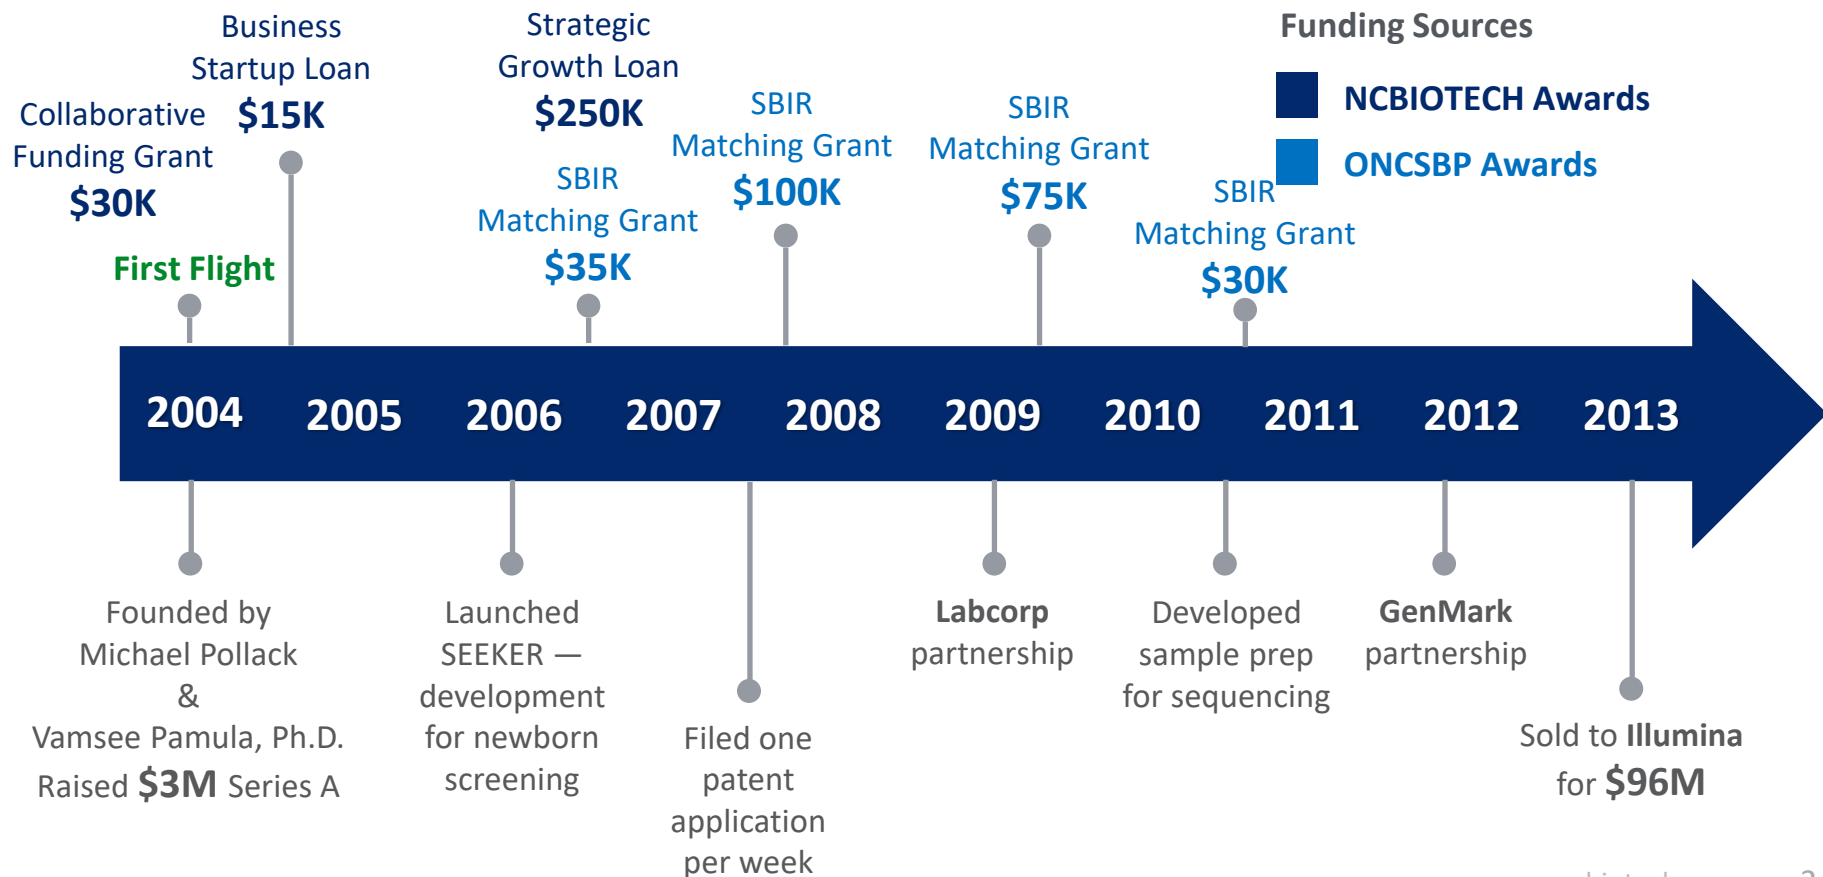 Collaborative
Funding Grant
$30K
First Flight
Business
Startup Loan
$15K
Strategic
Growth Loan
$250K
SBIR
Matching Grant
$35K
SBIR
Matching Grant
$100K
SBIR
Matching Grant
$75K
SBIR
Matching Grant
$30K
Funding Sources
NCBIOTECH Awards
ONCSBP Awards
2004 2005 2006 2007 2008 2009 2010 2011 2012 2013
Founded by
Michael Pollack
&
Vamsee Pamula, Ph.D.
Raised $3M Series A
Launched
SEEKER —
development
for newborn
screening
Filed one
patent
application
per week
Labcorp
partnership
Developed
sample prep
for sequencing
GenMark
partnership
Sold to Illumina
for $96M